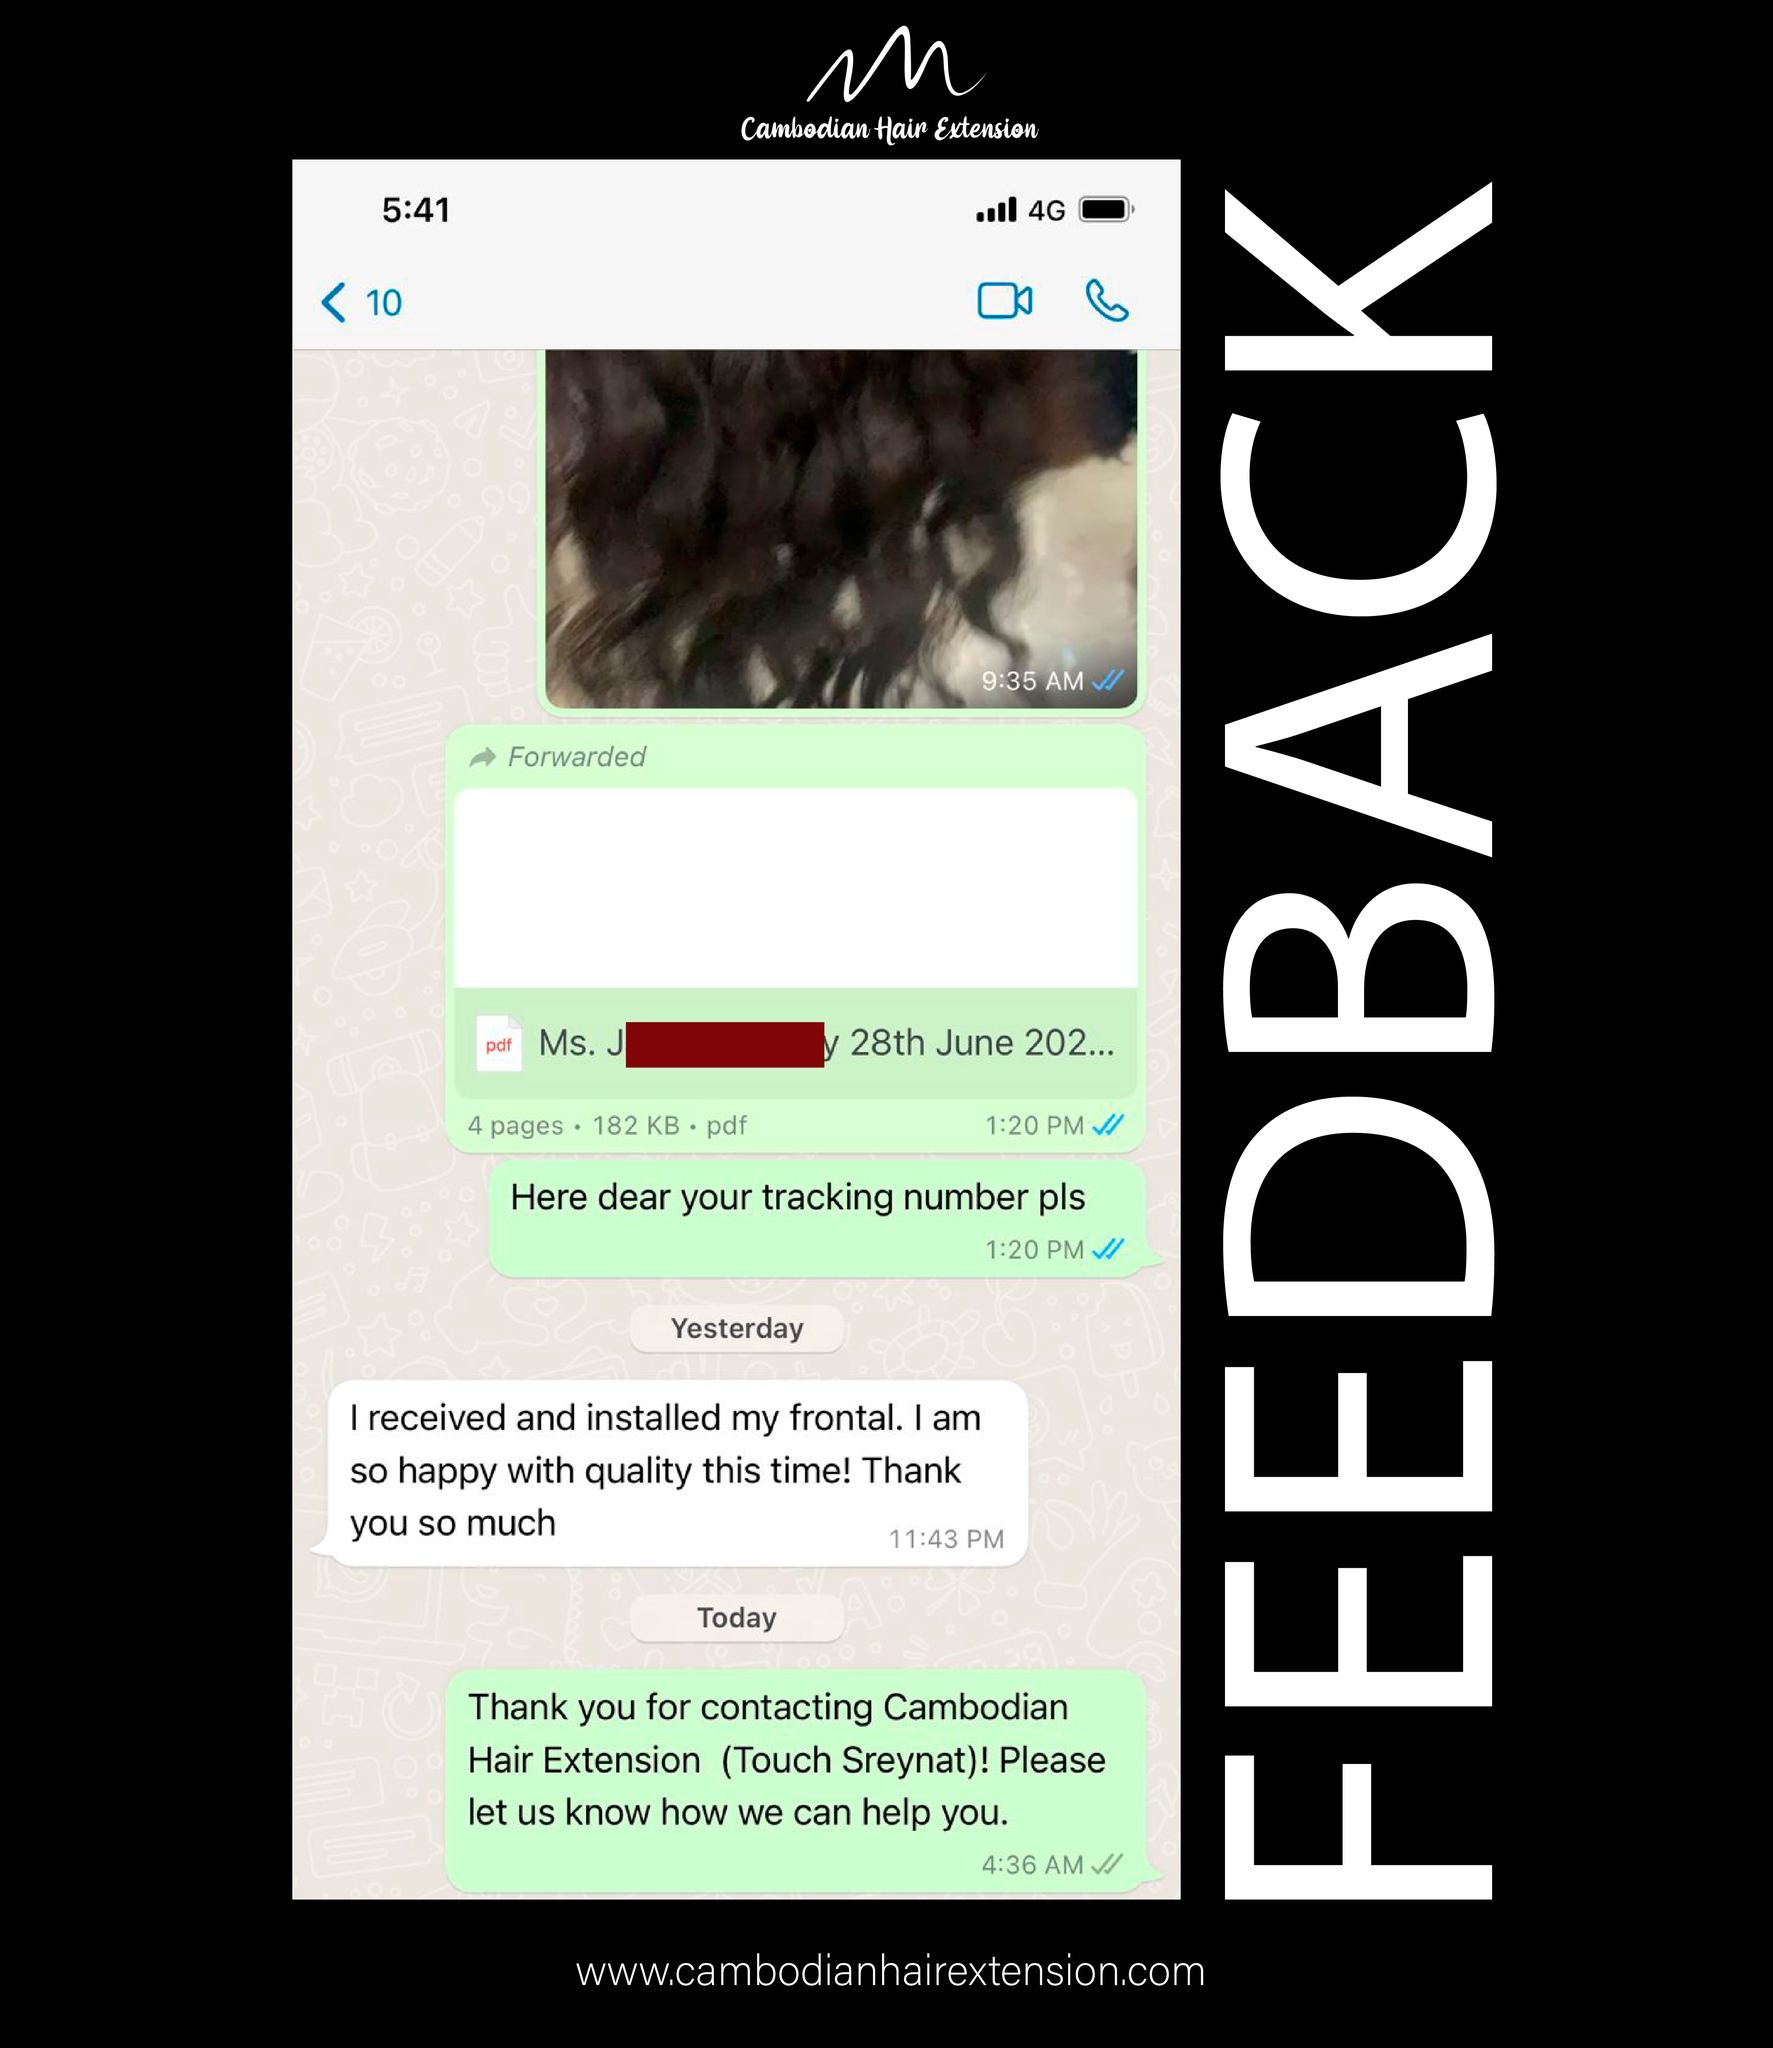 Cambodian Hair Extension
5:41
4G
10
9:35 AM
Forwarded
pdf
Ms. J
y 28th June 202...
4 pages • 182 KB • pdf
1:20 PM
Here dear your tracking number pls
1:20 PM
Yesterday
I received and installed my frontal. I am
so happy with quality this time! Thank
you so much
11:43 PM
Today
Thank you for contacting Cambodian
Hair Extension (Touch Sreynat)! Please
let us know how we can help you.
4:36 AM
FEEDBACK
www.cambodianhairextension.com